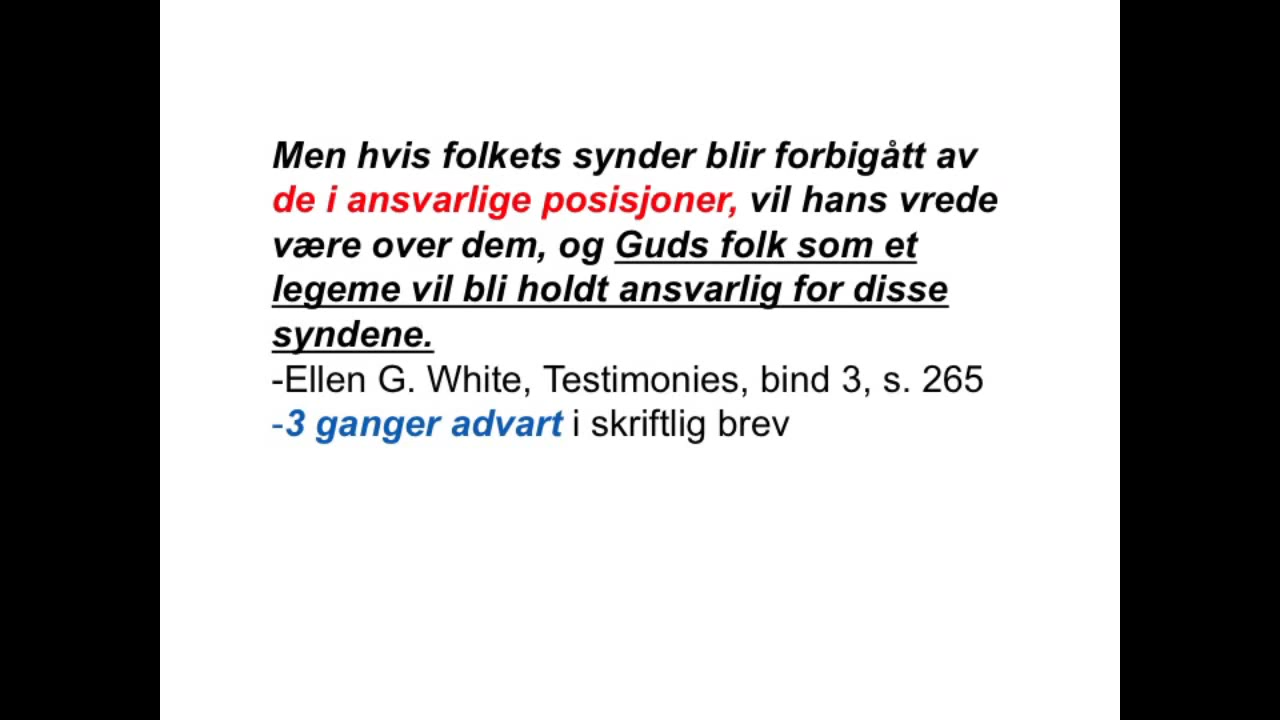 Men hvis folkets synder blir forbigått av
de i ansvarlige posisjoner, vil hans vrede
være over dem, og Guds folk som et
legeme vil bli holdt ansvarlig for disse
syndene.
-Ellen G. White, Testimonies, bind 3, s. 265
-3 ganger advart i skriftlig brev